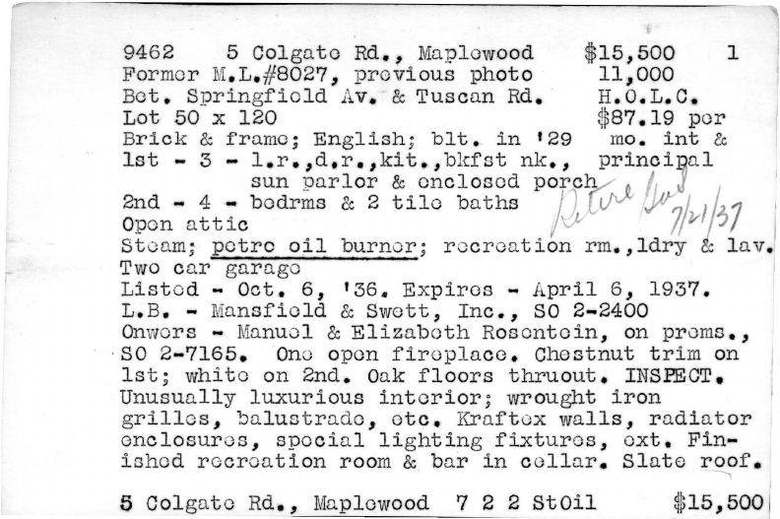 9462 5 Colgate Rd., Maplewood $15,500 1
Former M.L.#8027, previous photo 11,000
Bet. Springfield Av. & Tuscan Rd. H.O.L.C.
Lot 50 x 120 $87.19 per
Brick & frame; English; blt. in '29 mo. int &
1st - 3 - l.r.,d.r.,kit.,bkfst nk., principal
sun parlor & enclosed porch
2nd - 4 - bedrms & 2 tile baths
Retire
7/21/37
Open attic
Steam; petro oil burner; recreation rm.,ldry & lav.
Two car garage
Listed - Oct. 6, '36. Expires - April 6, 1937.
L.B. - Mansfield & Swett, Inc., SO 2-2400
Onwers - Manuel & Elizabeth Rosentein, on prems.,
SO 2-7165. One open fireplace. Chestnut trim on
1st; white on 2nd. Oak floors thruout. INSPECT.
Unusually luxurious interior; wrought iron
grilles, balustrade, etc. Kraftex walls, radiator
enclosures, special lighting fixtures, ext. Fin-
ished recreation room & bar in cellar. Slate roof.
5 Colgate Rd., Maplewood 7 2 2 StOil $15,500